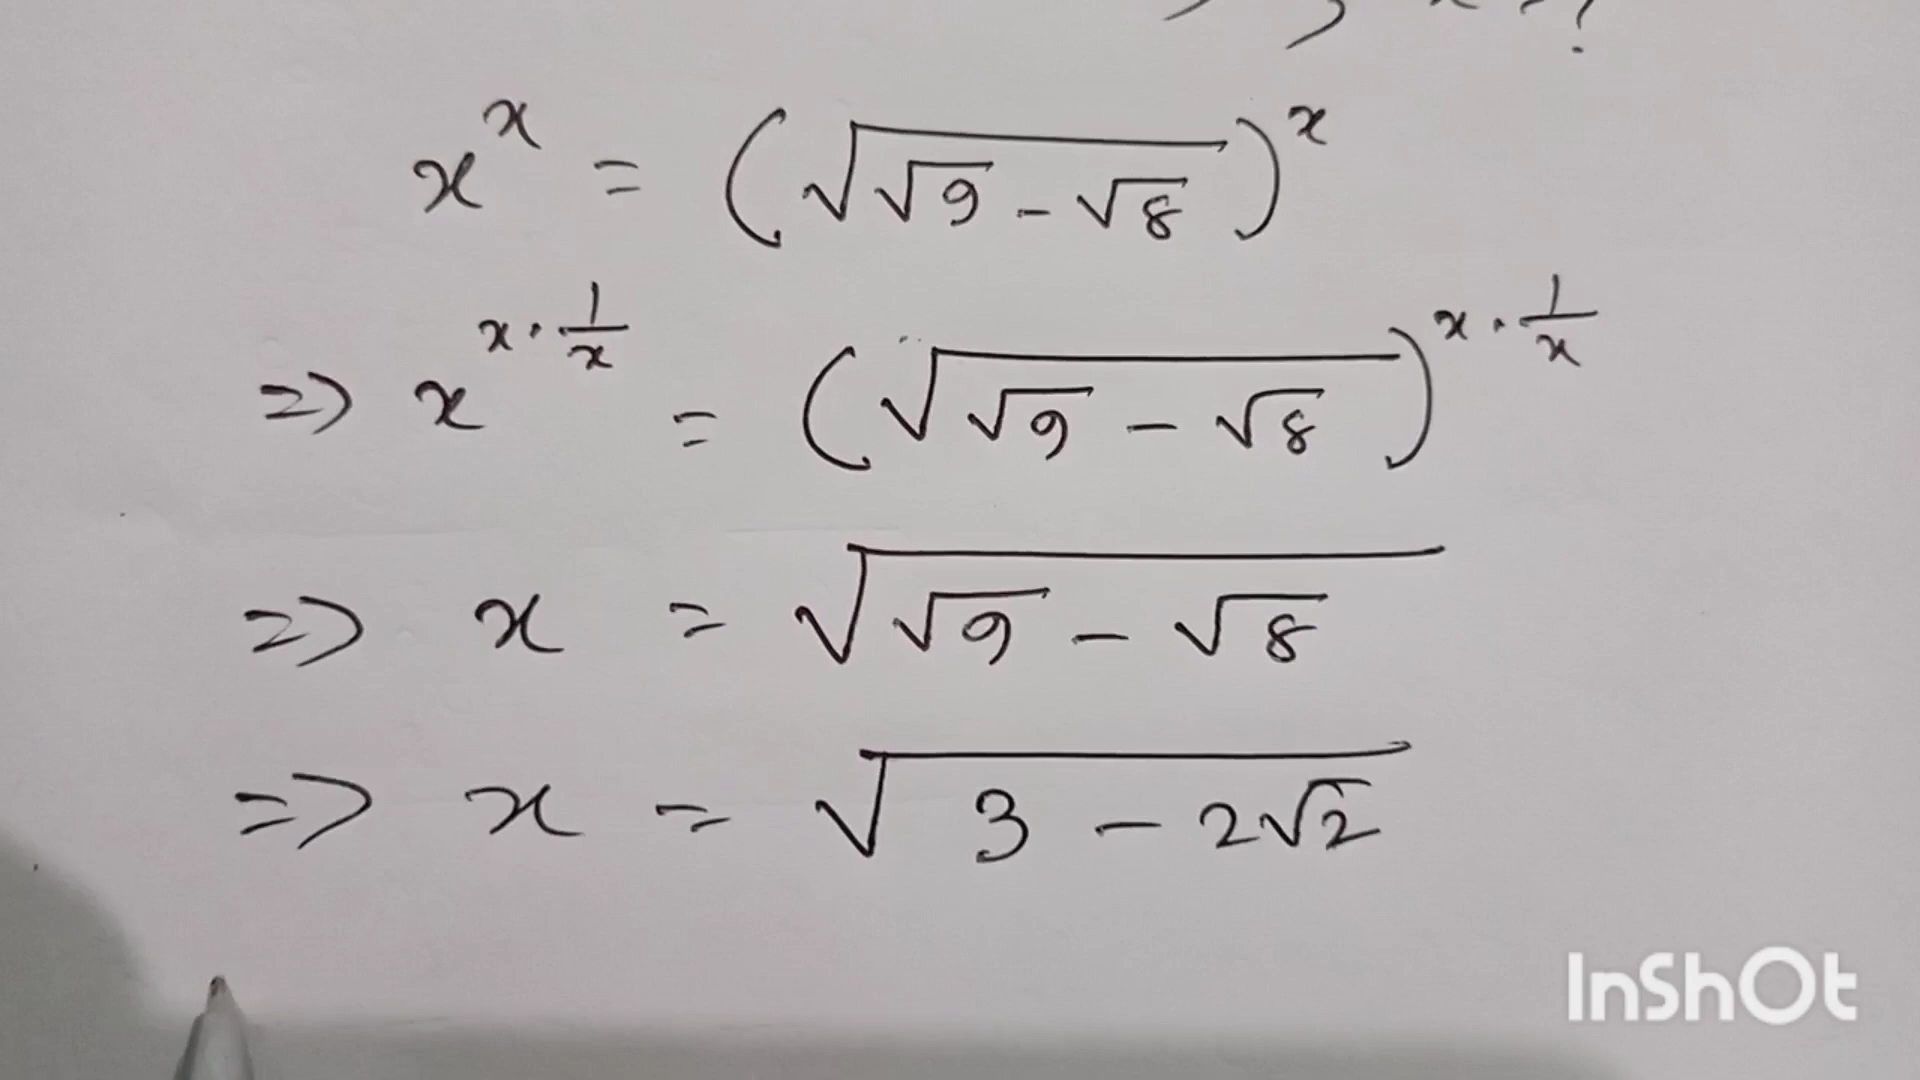 x = ?
x^x = (√(√9 - √8))^x
=> x^(x · 1/x) = (√(√9 - √8))^(x · 1/x)
=> x = √(√9 - √8)
=> x = √(3 - 2√2)
InShOt